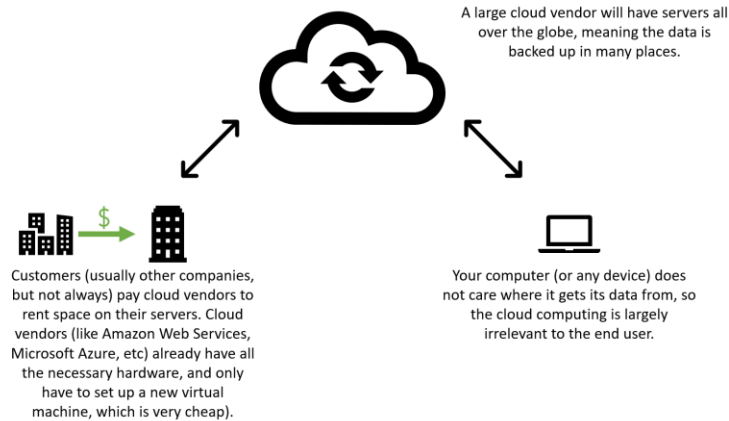 A large cloud vendor will have servers all
over the globe, meaning the data is
backed up in many places.
$
Customers (usually other companies,
but not always) pay cloud vendors to
rent space on their servers. Cloud
vendors (like Amazon Web Services,
Microsoft Azure, etc) already have all
the necessary hardware, and only
have to set up a new virtual
machine, which is very cheap).
Your computer (or any device) does
not care where it gets its data from, so
the cloud computing is largely
irrelevant to the end user.